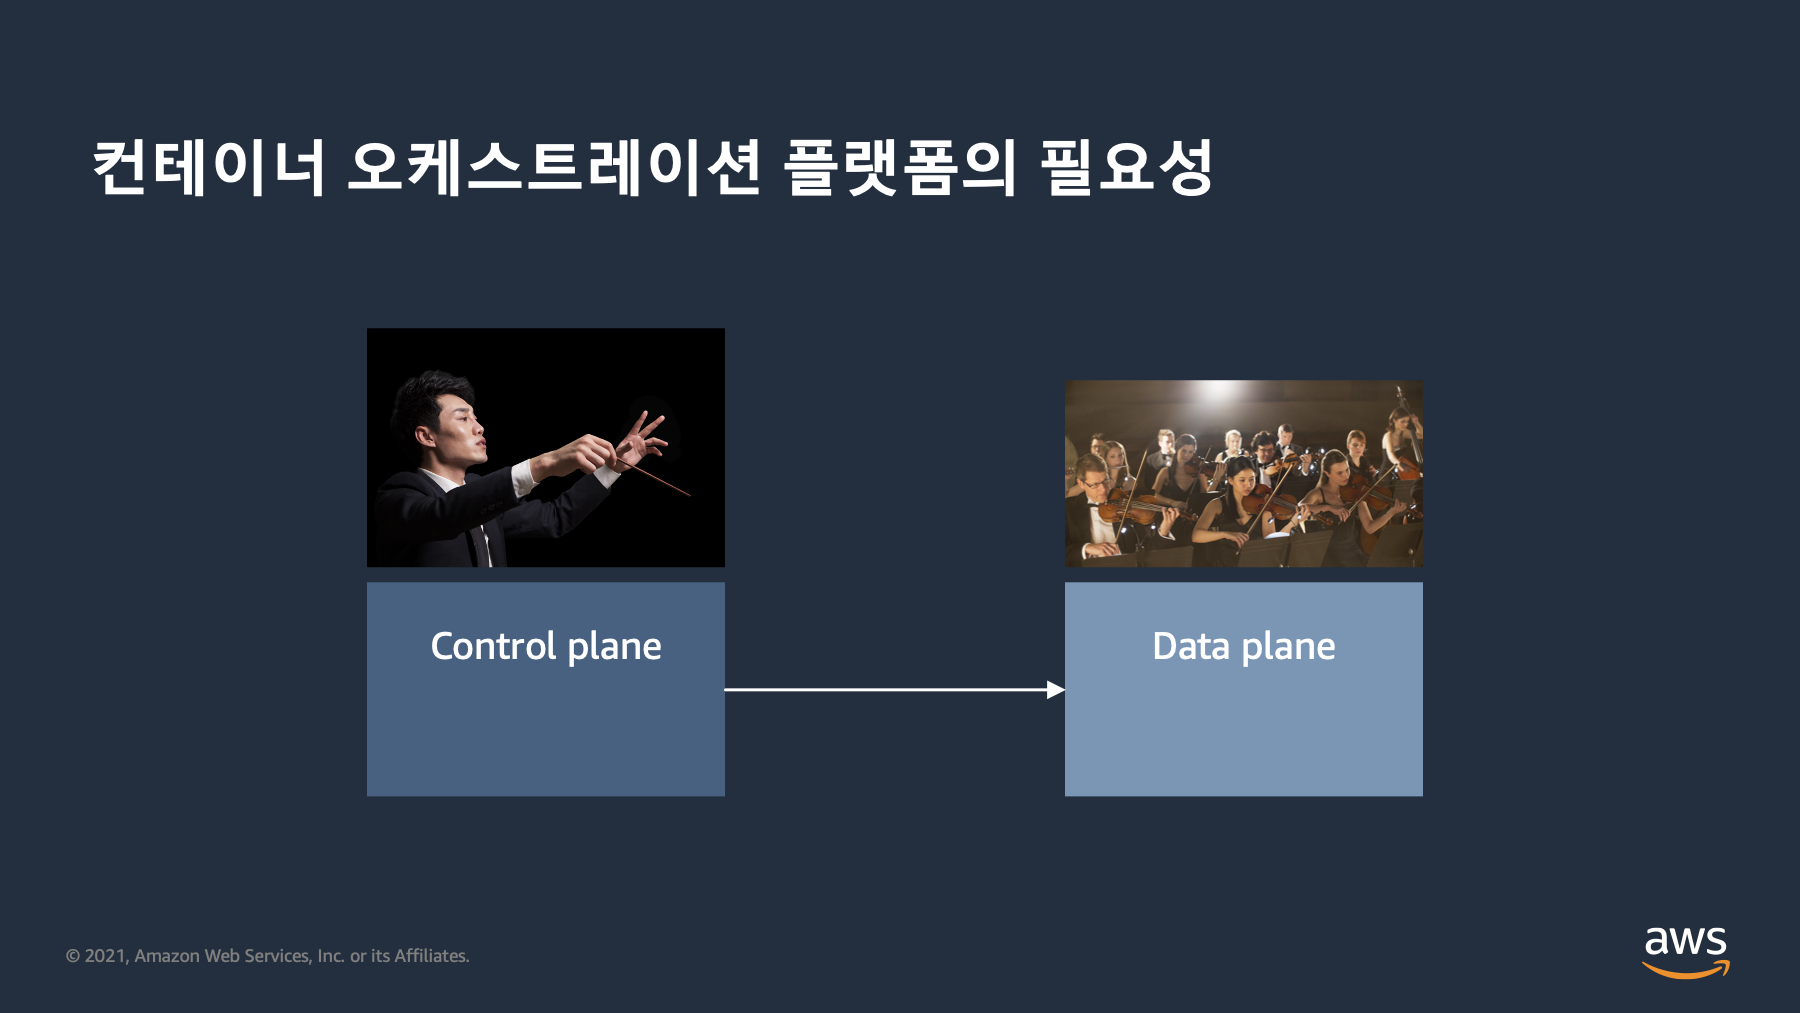 컨테이너 오케스트레이션 플랫폼의 필요성
Control plane
Data plane
© 2021, Amazon Web Services, Inc. or its Affiliates.
aws